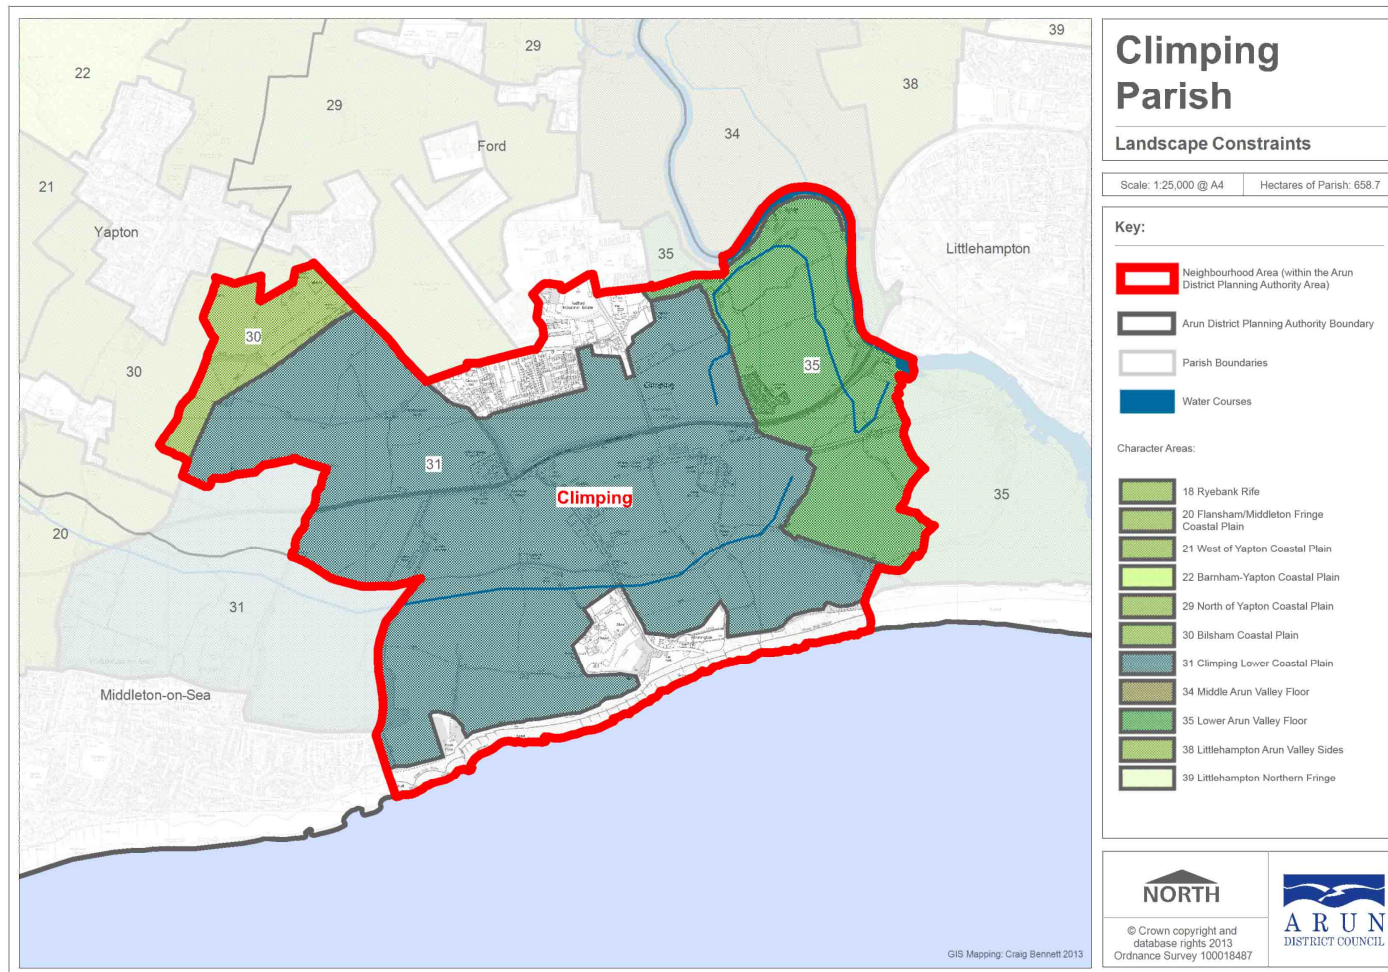 Climping
Parish
Landscape Constraints
Scale: 1:25,000 @ A4
Hectares of Parish: 658.7
Key:
Neighbourhood Area (within the Arun
District Planning Authority Area)
Arun District Planning Authority Boundary
Parish Boundaries
Water Courses
Character Areas:
18 Ryebank Rife
20 Flansham/Middleton Fringe
Coastal Plain
21 West of Yapton Coastal Plain
22 Barnham-Yapton Coastal Plain
29 North of Yapton Coastal Plain
30 Bilsham Coastal Plain
31 Climping Lower Coastal Plain
34 Middle Arun Valley Floor
35 Lower Arun Valley Floor
38 Littlehampton Arun Valley Sides
39 Littlehampton Northern Fringe
NORTH
© Crown copyright and
database rights 2013
Ordnance Survey 100018487
ARUN
DISTRICT COUNCIL
39
29
22
38
29
34
Ford
21
Yapton
Littlehampton
35
30
35
30
Climping
31
Climping
35
20
31
Middleton-on-Sea
GIS Mapping: Craig Bennett 2013